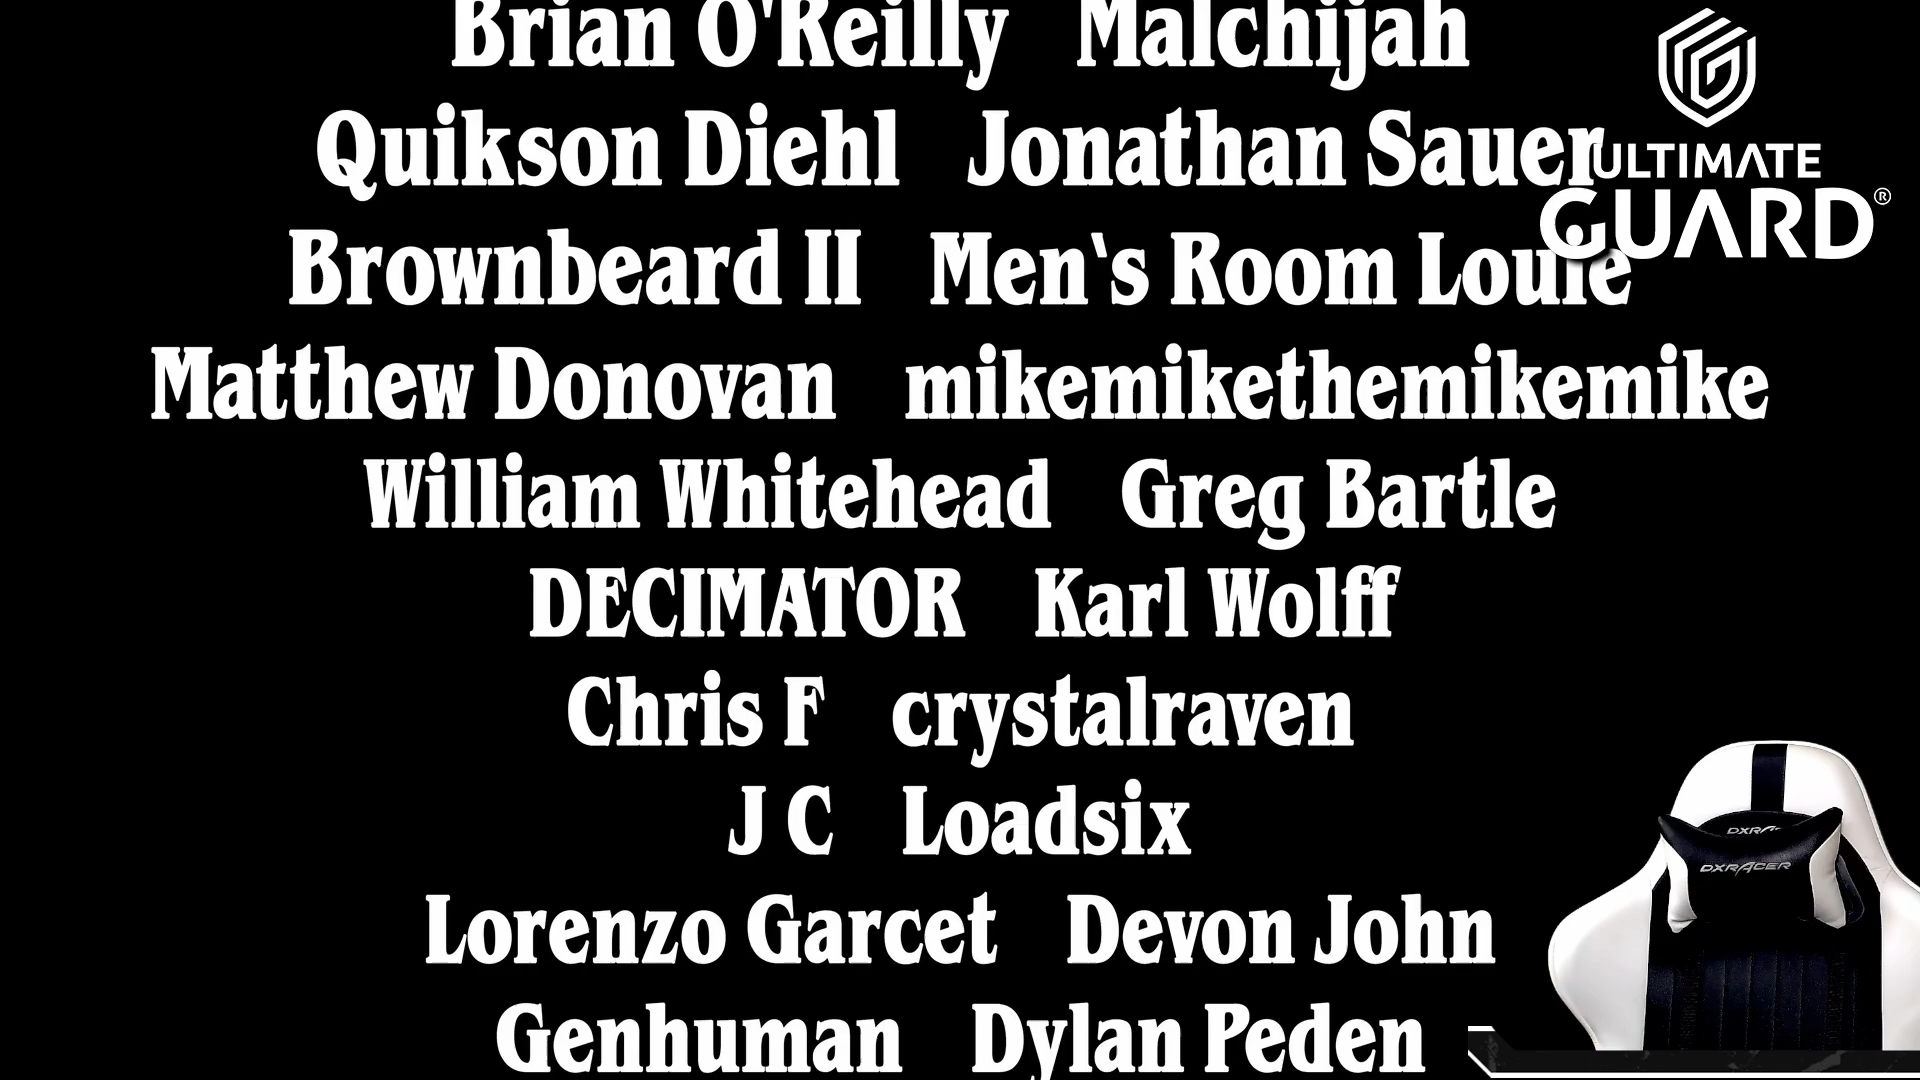 Brian O'Reilly Malchijah
Quikson Diehl Jonathan Sauer
ULTIMATE
GUARD®
Brownbeard II Men's Room Louie
Matthew Donovan mikemikethemikemike
William Whitehead Greg Bartle
DECIMATOR Karl Wolff
Chris F crystalraven
J C Loadsix
DXRACER
Lorenzo Garcet Devon John
Genhuman Dylan Peden